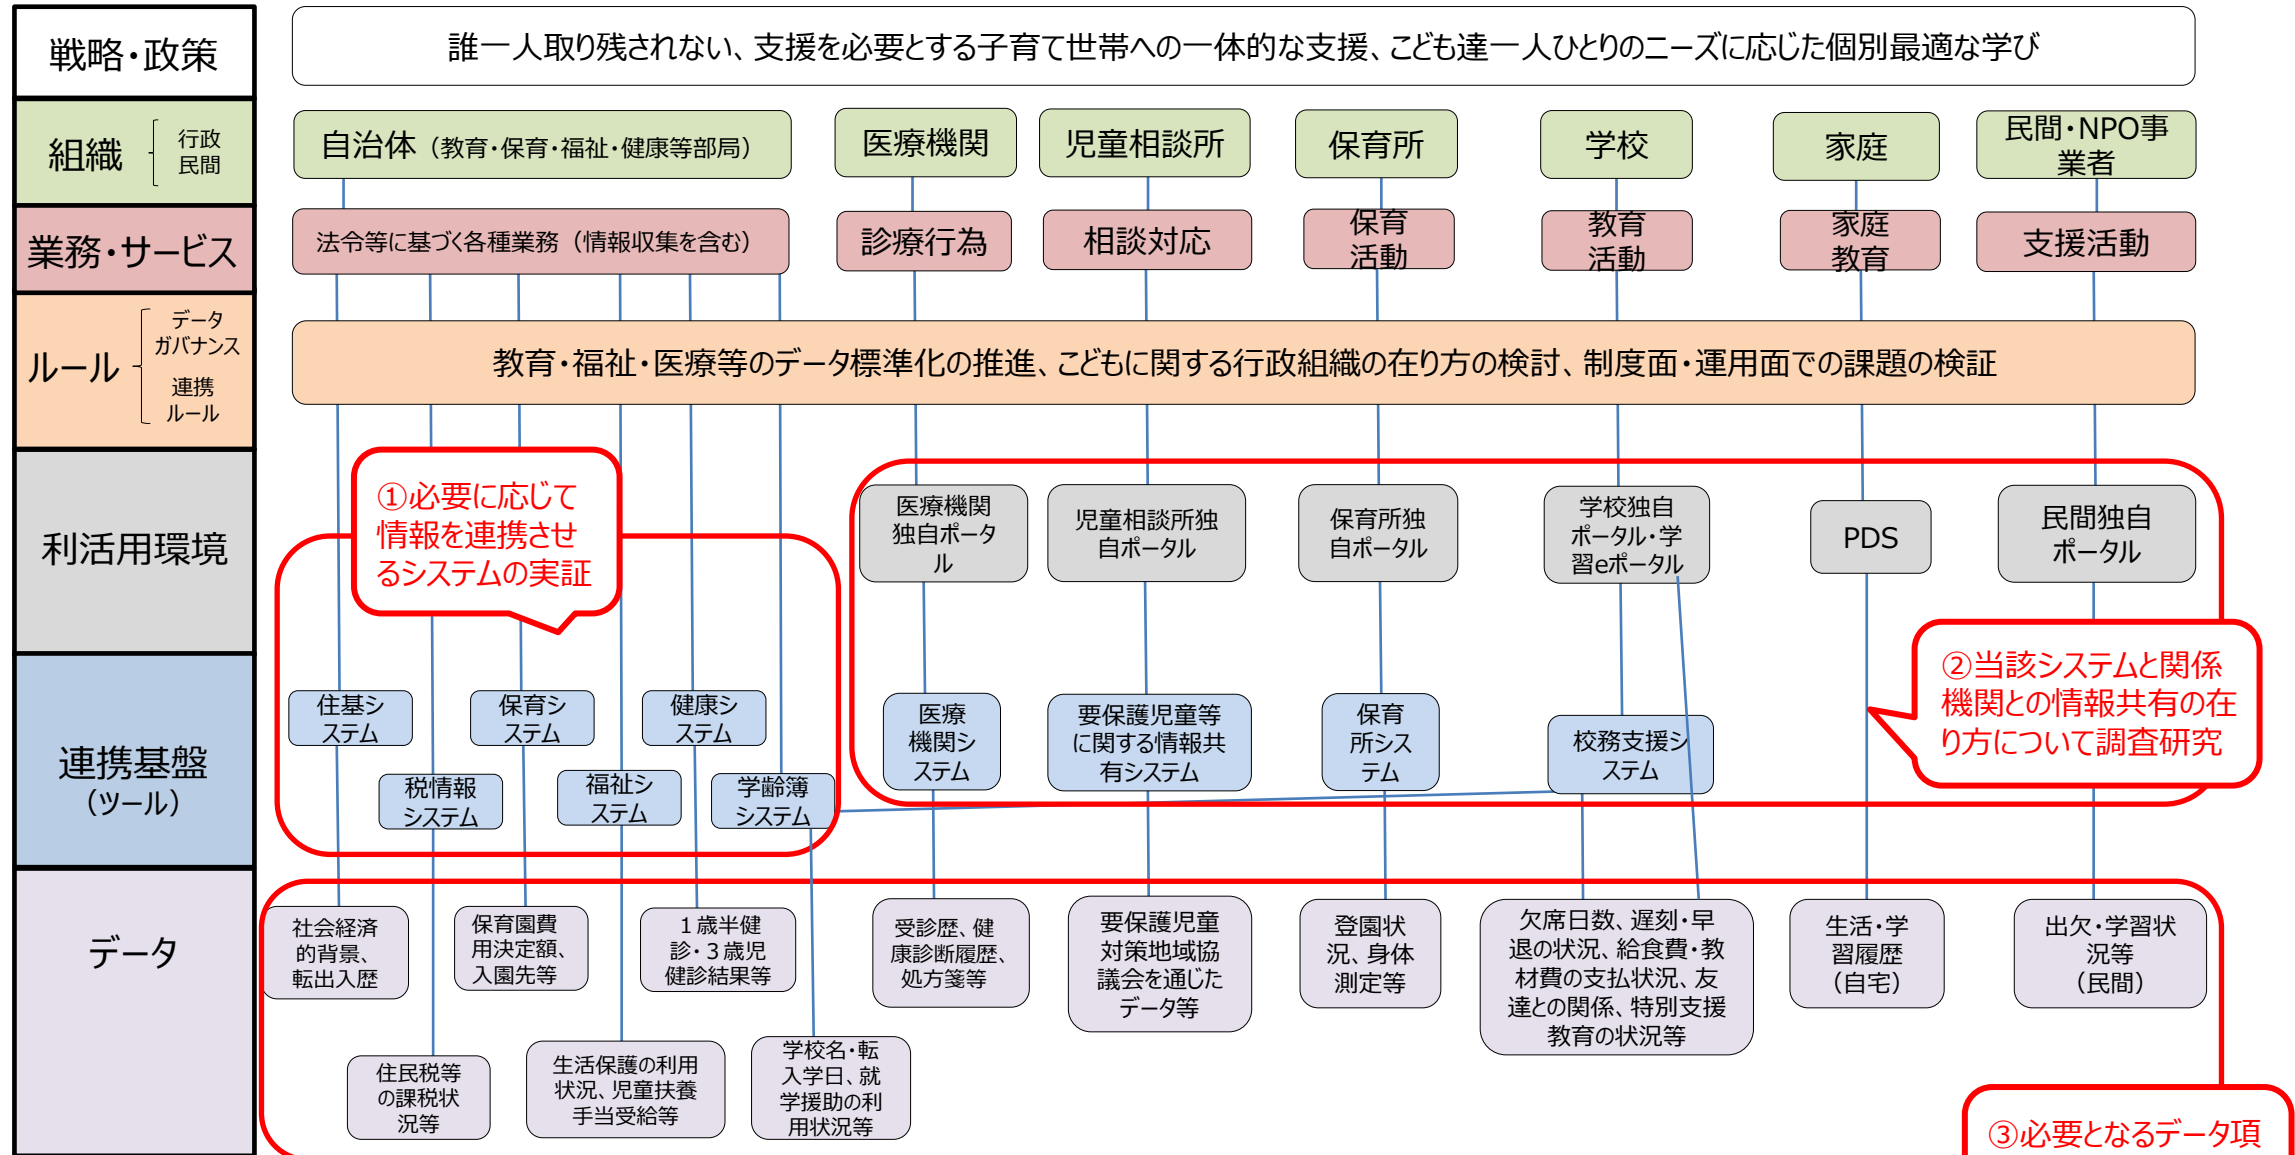 戦略・政策
誰一人取り残されない、支援を必要とする子育て世帯への一体的な支援、こども達一人ひとりのニーズに応じた個別最適な学び
組織
行政
民間
自治体（教育・保育・福祉・健康等部局）
医療機関
児童相談所
保育所
学校
家庭
民間・NPO事
業者
業務・サービス
法令等に基づく各種業務（情報収集を含む）
診療行為
相談対応
保育
活動
教育
活動
家庭
教育
支援活動
ルール
データ
ガバナンス
連携
ルール
教育・福祉・医療等のデータ標準化の推進、こどもに関する行政組織の在り方の検討、制度面・運用面での課題の検証
利活用環境
①必要に応じて
情報を連携させ
るシステムの実証
医療機関
独自ポータ
ル
児童相談所独
自ポータル
保育所独
自ポータル
学校独自
ポータル・学
習eポータル
PDS
民間独自
ポータル
②当該システムと関係
機関との情報共有の在
り方について調査研究
連携基盤
（ツール）
住基シ
ステム
税情報
システム
保育シ
ステム
福祉シ
ステム
健康シ
ステム
学齢簿
システム
医療
機関シ
ステム
要保護児童等
に関する情報共
有システム
保育
所シス
テム
校務支援シ
ステム
データ
社会経済
的背景、
転出入歴
住民税等
の課税状
況等
保育園費
用決定額、
入園先等
生活保護の利用
状況、児童扶養
手当受給等
１歳半健
診・３歳児
健診結果等
学校名・転
入学日、就
学援助の利
用状況等
受診歴、健
康診断履歴、
処方箋等
要保護児童
対策地域協
議会を通じた
データ等
登園状
況、身体
測定等
欠席日数、遅刻・早
退の状況、給食費・教
材費の支払状況、友
達との関係、特別支援
教育の状況等
生活・学
習履歴
（自宅）
出欠・学習状
況等
（民間）
③必要となるデータ項